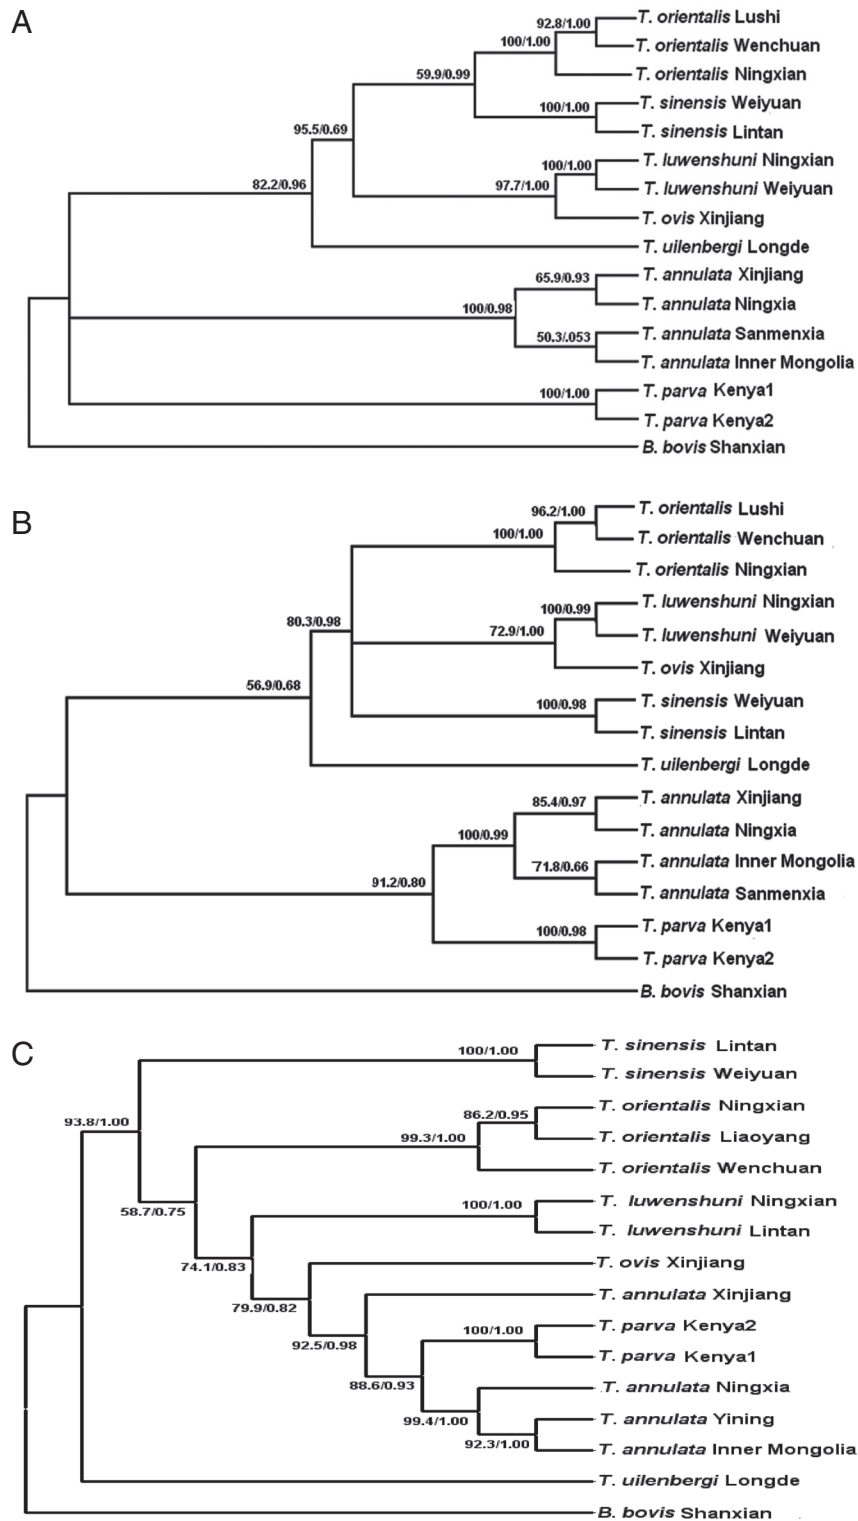 A
92.8/1.00
T. orientalis Lushi
100/1.00
T. orientalis Wenchuan
59.9/0.99
T. orientalis Ningxian
100/1.00
T. sinensis Weiyuan
95.5/0.69
T. sinensis Lintan
100/1.00
T. luwenshuni Ningxian
82.2/0.96
97.7/1.00
T. luwenshuni Weiyuan
T. ovis Xinjiang
T. uilenbergi Longde
65.9/0.93
T. annulata Xinjiang
100/0.98
T. annulata Ningxia
50.3/.053
T. annulata Sanmenxia
T. annulata Inner Mongolia
100/1.00
T. parva Kenya1
T. parva Kenya2
B. bovis Shanxian
B
96.2/1.00
T. orientalis Lushi
100/1.00
T. orientalis Wenchuan
T. orientalis Ningxian
100/0.99
T. luwenshuni Ningxian
80.3/0.98
72.9/1.00
T. luwenshuni Weiyuan
T. ovis Xinjiang
56.9/0.68
100/0.98
T. sinensis Weiyuan
T. sinensis Lintan
T. uilenbergi Longde
85.4/0.97
T. annulata Xinjiang
100/0.99
T. annulata Ningxia
71.8/0.66
T. annulata Inner Mongolia
91.2/0.80
T. annulata Sanmenxia
100/0.98
T. parva Kenya1
T. parva Kenya2
B. bovis Shanxian
C
100/1.00
T. sinensis Lintan
T. sinensis Weiyuan
93.8/1.00
86.2/0.95
T. orientalis Ningxian
99.3/1.00
T. orientalis Liaoyang
T. orientalis Wenchuan
58.7/0.75
100/1.00
T. luwenshuni Ningxian
T. luwenshuni Lintan
74.1/0.83
T. ovis Xinjiang
79.9/0.82
T. annulata Xinjiang
92.5/0.98
100/1.00
T. parva Kenya2
T. parva Kenya1
88.6/0.93
T. annulata Ningxia
99.4/1.00
T. annulata Yining
92.3/1.00
T. annulata Inner Mongolia
T. uilenbergi Longde
B. bovis Shanxian